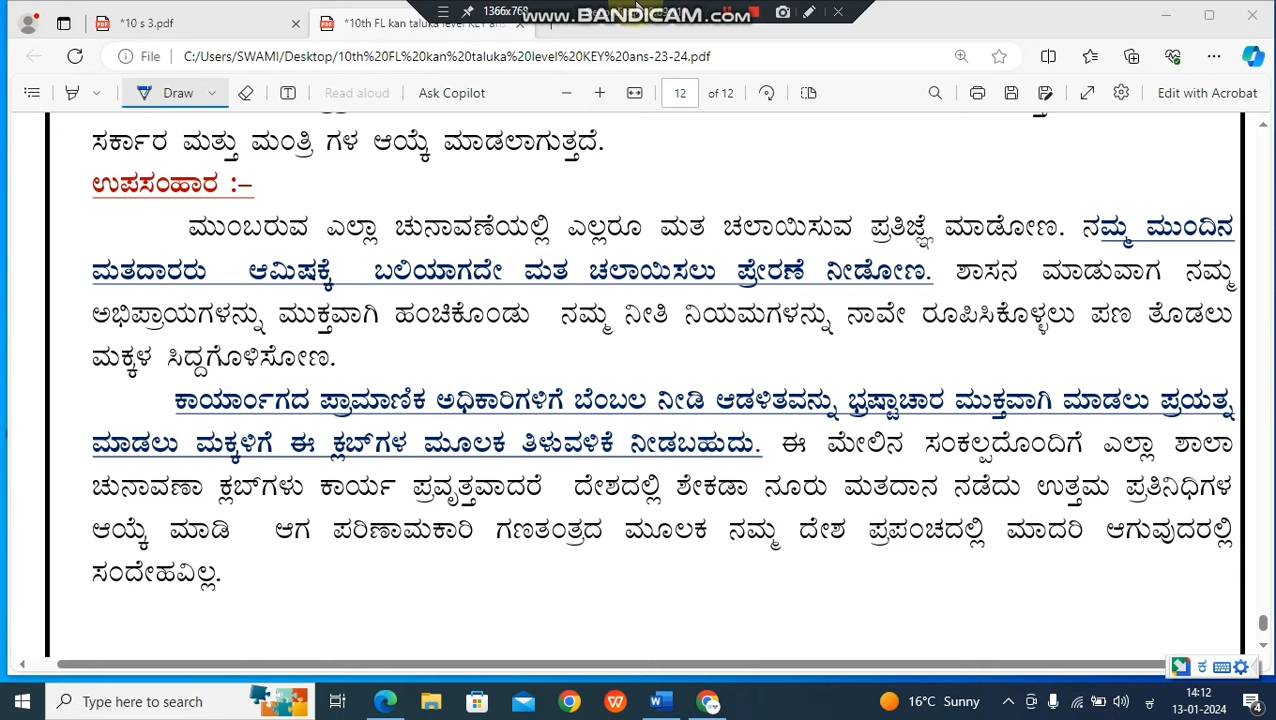 1366x768
www.BANDICAM.com
*10 s 3.pdf
*10th FL kan taluka level KEY ans
File
C:/Users/SWAMI/Desktop/10th%20FL%20kan%20taluka%20level%20KEY%20ans-23-24.pdf
Draw
Read aloud
Ask Copilot
12
of 12
Edit with Acrobat
ಸರ್ಕಾರ ಮತ್ತು ಮಂತ್ರಿ ಗಳ ಆಯ್ಕೆ ಮಾಡಲಾಗುತ್ತದೆ.
ಉಪಸಂಹಾರ :–
ಮುಂಬರುವ ಎಲ್ಲಾ ಚುನಾವಣೆಯಲ್ಲಿ ಎಲ್ಲರೂ ಮತ ಚಲಾಯಿಸುವ ಪ್ರತಿಜ್ಞೆ ಮಾಡೋಣ. ನಮ್ಮ ಮುಂದಿನ
ಮತದಾರರು ಆಮಿಷಕ್ಕೆ ಬಲಿಯಾಗದೇ ಮತ ಚಲಾಯಿಸಲು ಪ್ರೇರಣೆ ನೀಡೋಣ. ಶಾಸನ ಮಾಡುವಾಗ ನಮ್ಮ
ಅಭಿಪ್ರಾಯಗಳನ್ನು ಮುಕ್ತವಾಗಿ ಹಂಚಿಕೊಂಡು ನಮ್ಮ ನೀತಿ ನಿಯಮಗಳನ್ನು ನಾವೇ ರೂಪಿಸಿಕೊಳ್ಳಲು ಪಣ ತೊಡಲು
ಮಕ್ಕಳ ಸಿದ್ದಗೊಳಿಸೋಣ.
ಕಾರ್ಯಾಂಗದ ಪ್ರಾಮಾಣಿಕ ಅಧಿಕಾರಿಗಳಿಗೆ ಬೆಂಬಲ ನೀಡಿ ಆಡಳಿತವನ್ನು ಭ್ರಷ್ಟಾಚಾರ ಮುಕ್ತವಾಗಿ ಮಾಡಲು ಪ್ರಯತ್ನ
ಮಾಡಲು ಮಕ್ಕಳಿಗೆ ಈ ಕ್ಲಬ್‌ಗಳ ಮೂಲಕ ತಿಳುವಳಿಕೆ ನೀಡಬಹುದು. ಈ ಮೇಲಿನ ಸಂಕಲ್ಪದೊಂದಿಗೆ ಎಲ್ಲಾ ಶಾಲಾ
ಚುನಾವಣಾ ಕ್ಲಬ್‌ಗಳು ಕಾರ್ಯ ಪ್ರವೃತ್ತವಾದರೆ ದೇಶದಲ್ಲಿ ಶೇಕಡಾ ನೂರು ಮತದಾನ ನಡೆದು ಉತ್ತಮ ಪ್ರತಿನಿಧಿಗಳ
ಆಯ್ಕೆ ಮಾಡಿ ಆಗ ಪರಿಣಾಮಕಾರಿ ಗಣತಂತ್ರದ ಮೂಲಕ ನಮ್ಮ ದೇಶ ಪ್ರಪಂಚದಲ್ಲಿ ಮಾದರಿ ಆಗುವುದರಲ್ಲಿ
ಸಂದೇಹವಿಲ್ಲ.
ಕ
Type here to search
16°C Sunny
14:12
13-01-2024
4